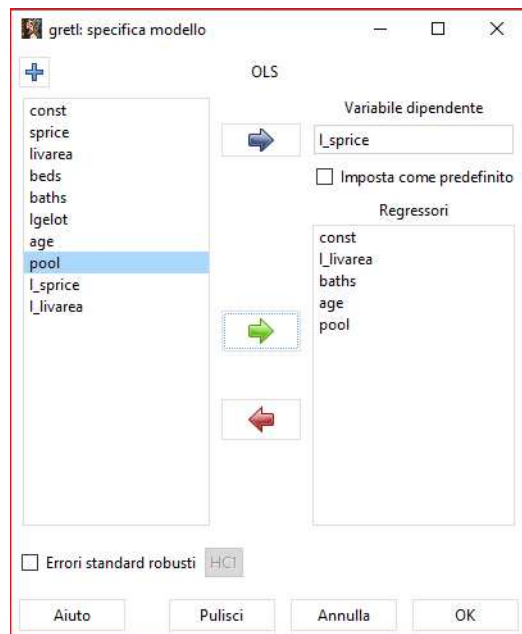 gretl: specifica modello
OLS
const
sprice
livarea
beds
baths
lgelot
age
pool
l_sprice
l_livarea
Variabile dipendente
l_sprice
Imposta come predefinito
Regressori
const
l_livarea
baths
age
pool
Errori standard robusti HC1
Aiuto Pulisci Annulla OK